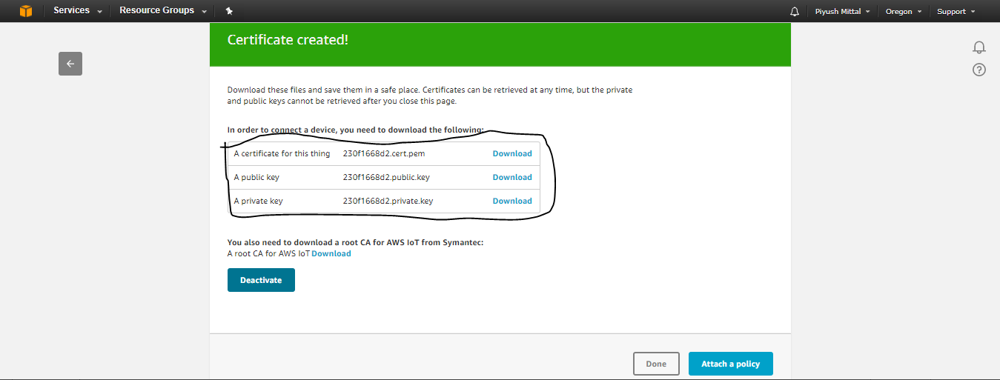 Services Resource Groups Piyush Mittal Oregon Support
Certificate created!
Download these files and save them in a safe place. Certificates can be retrieved at any time, but the private
and public keys cannot be retrieved after you close this page.
In order to connect a device, you need to download the following:
A certificate for this thing 230f1668d2.cert.pem Download
A public key 230f1668d2.public.key Download
A private key 230f1668d2.private.key Download
You also need to download a root CA for AWS IoT from Symantec:
A root CA for AWS IoT Download
Deactivate
Done Attach a policy